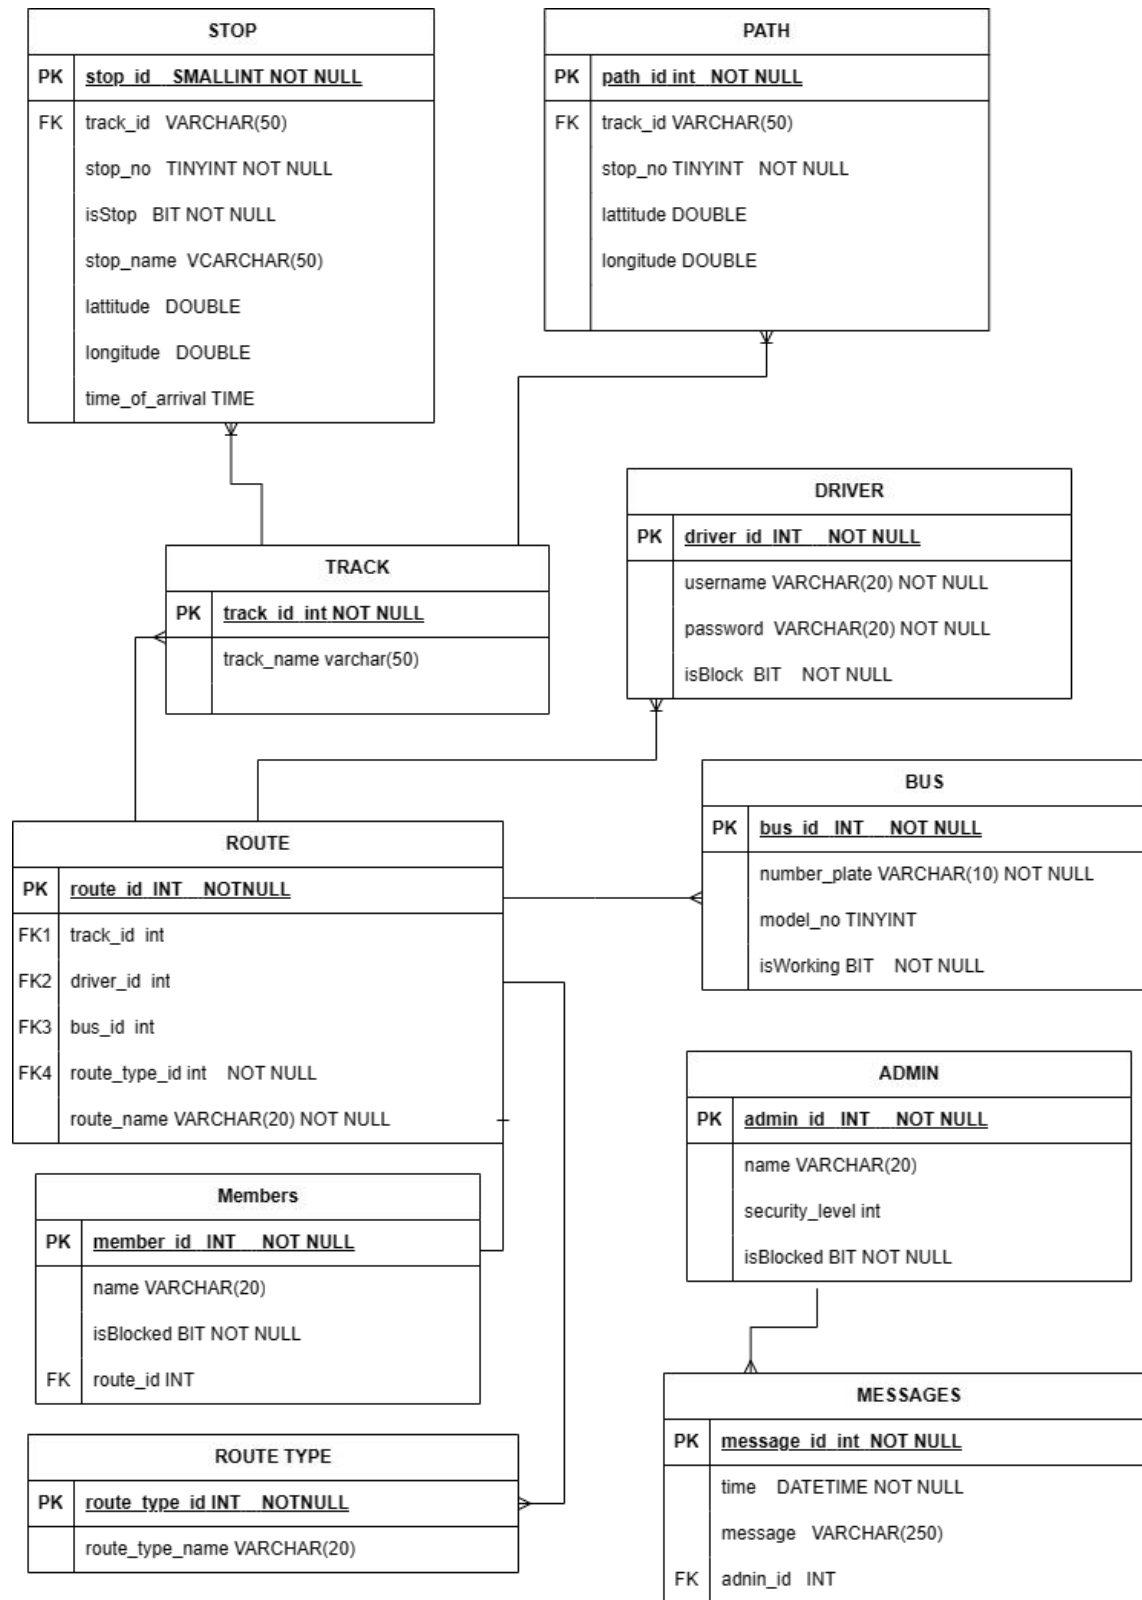 STOP
PK stop_id SMALLINT NOT NULL
FK track_id VARCHAR(50)
stop_no TINYINT NOT NULL
isStop BIT NOT NULL
stop_name VCARCHAR(50)
lattitude DOUBLE
longitude DOUBLE
time_of_arrival TIME
PATH
PK path_id int NOT NULL
FK track_id VARCHAR(50)
stop_no TINYINT NOT NULL
lattitude DOUBLE
longitude DOUBLE
DRIVER
PK driver_id INT NOT NULL
username VARCHAR(20) NOT NULL
password VARCHAR(20) NOT NULL
isBlock BIT NOT NULL
TRACK
PK track_id int NOT NULL
track_name varchar(50)
BUS
PK bus_id INT NOT NULL
number_plate VARCHAR(10) NOT NULL
model_no TINYINT
isWorking BIT NOT NULL
ROUTE
PK route_id INT NOTNULL
FK1 track_id int
FK2 driver_id int
FK3 bus_id int
FK4 route_type_id int NOT NULL
route_name VARCHAR(20) NOT NULL
ADMIN
PK admin_id INT NOT NULL
name VARCHAR(20)
security_level int
isBlocked BIT NOT NULL
Members
PK member_id INT NOT NULL
name VARCHAR(20)
isBlocked BIT NOT NULL
FK route_id INT
MESSAGES
PK message_id int NOT NULL
time DATETIME NOT NULL
message VARCHAR(250)
FK adnin_id INT
ROUTE TYPE
PK route_type_id INT NOTNULL
route_type_name VARCHAR(20)